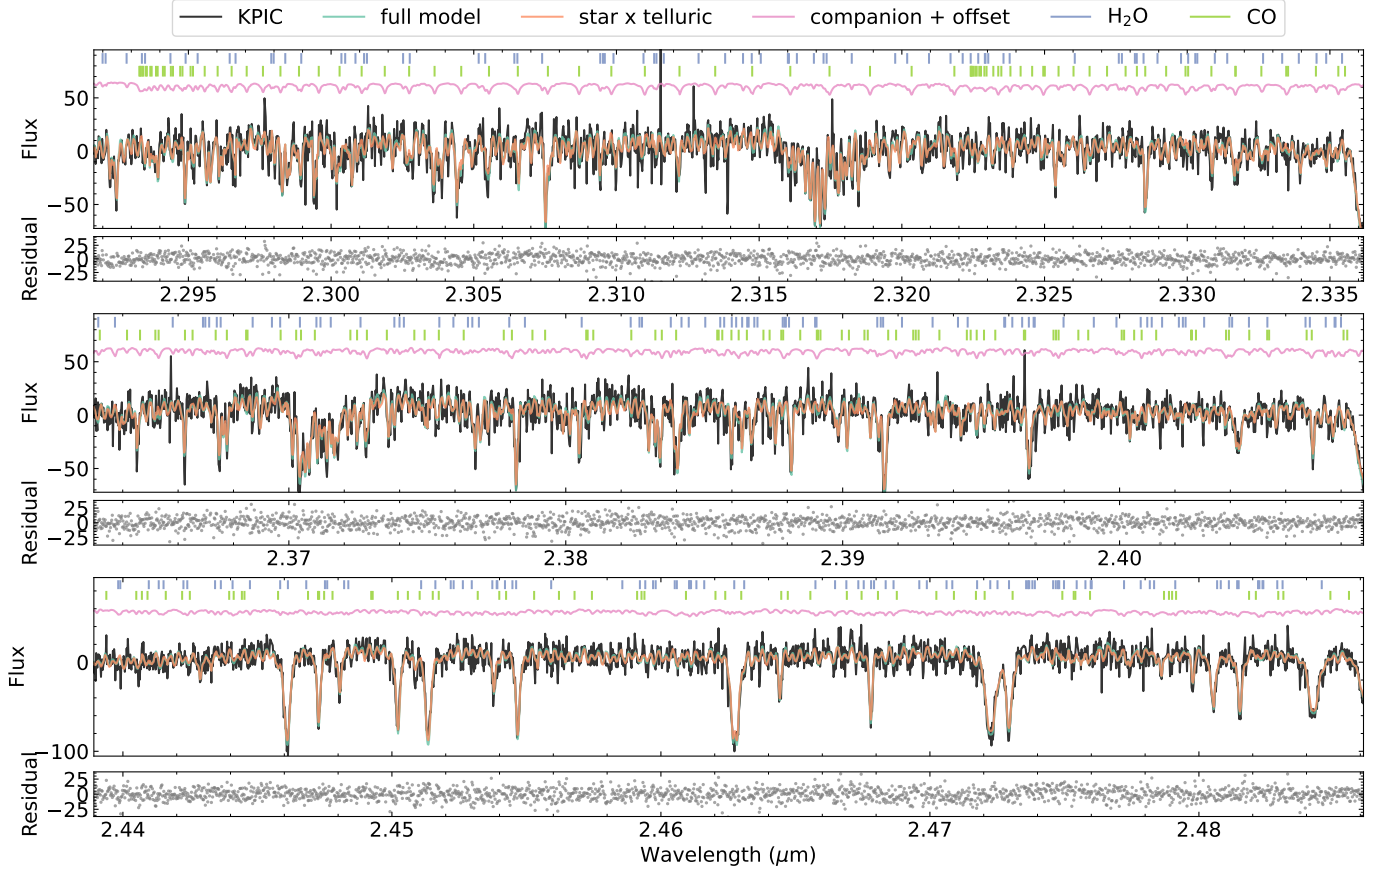 KPIC full model star x telluric companion + offset H₂O CO
Flux
50
0
−50
Residual
25
0
−25
2.295 2.300 2.305 2.310 2.315 2.320 2.325 2.330 2.335
Flux
50
0
−50
Residual
25
0
−25
2.37 2.38 2.39 2.40
Flux
0
−100
Residual
25
0
−25
2.44 2.45 2.46 2.47 2.48
Wavelength (μm)